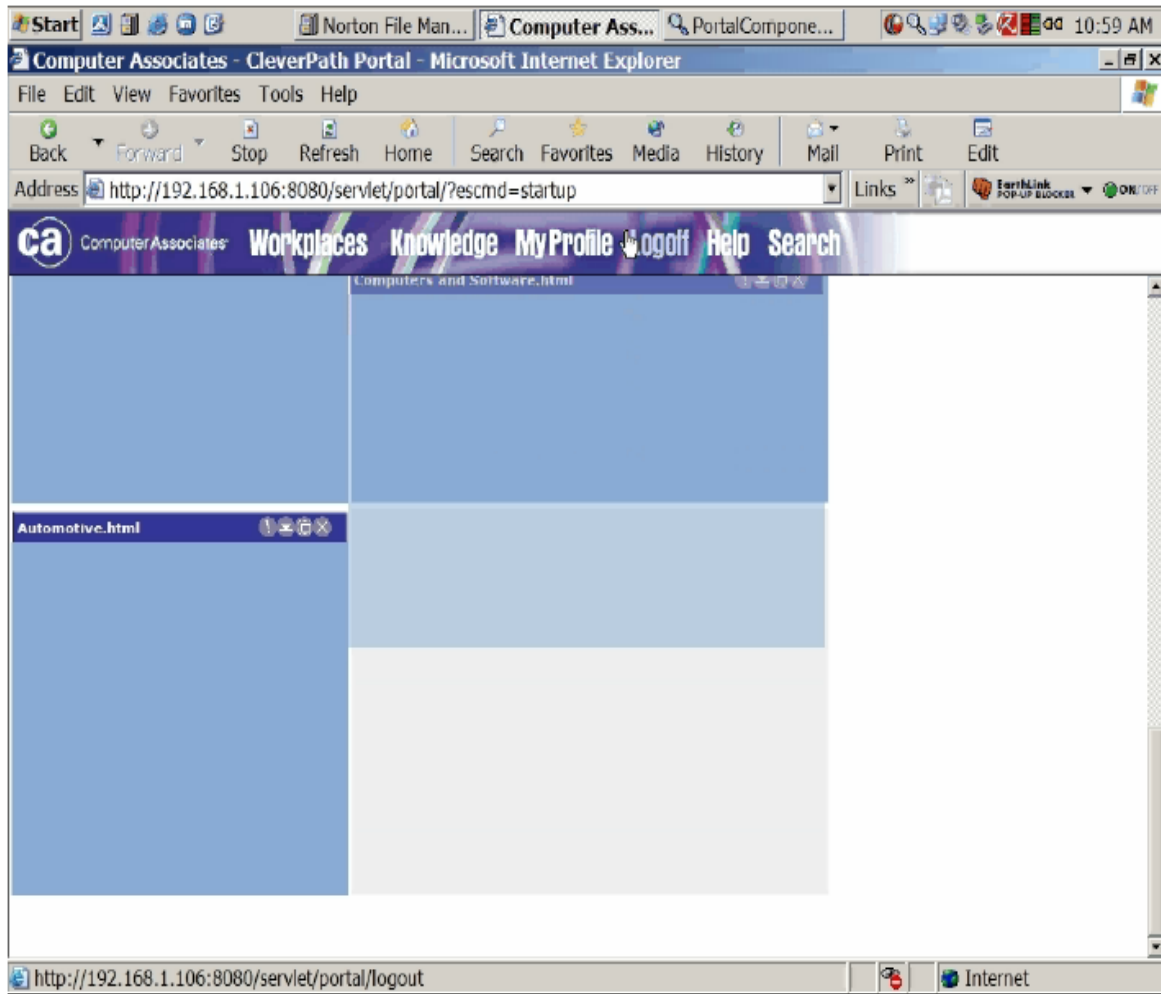 Start Norton File Man... Computer Ass... PortalCompone... 10:59 AM
Computer Associates - CleverPath Portal - Microsoft Internet Explorer
File Edit View Favorites Tools Help
Back Forward Stop Refresh Home Search Favorites Media History Mail Print Edit
Address http://192.168.1.106:8080/servlet/portal/?escmd=startup Links » EarthLink POP-UP BLOCKER ON/OFF
ca Computer Associates Workplaces Knowledge My Profile Logoff Help Search
Computers and Software.html
Automotive.html
http://192.168.1.106:8080/servlet/portal/logout Internet